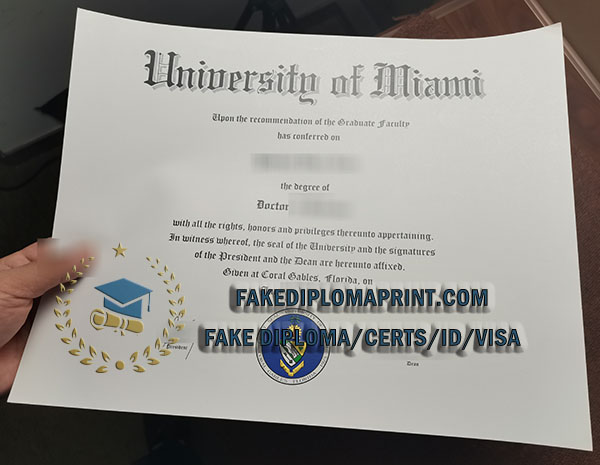 University of Miami
Upon the recommendation of the Graduate Faculty
has conferred on
the degree of
Doctor
with all the rights, honors and privileges thereunto appertaining.
In witness whereof, the seal of the University and the signatures
of the President and the Dean are hereunto affixed.
Given at Coral Gables, Florida, on
FAKEDIPLOMAPRINT.COM
FAKE DIPLOMA/CERTS/ID/VISA
President
Dean